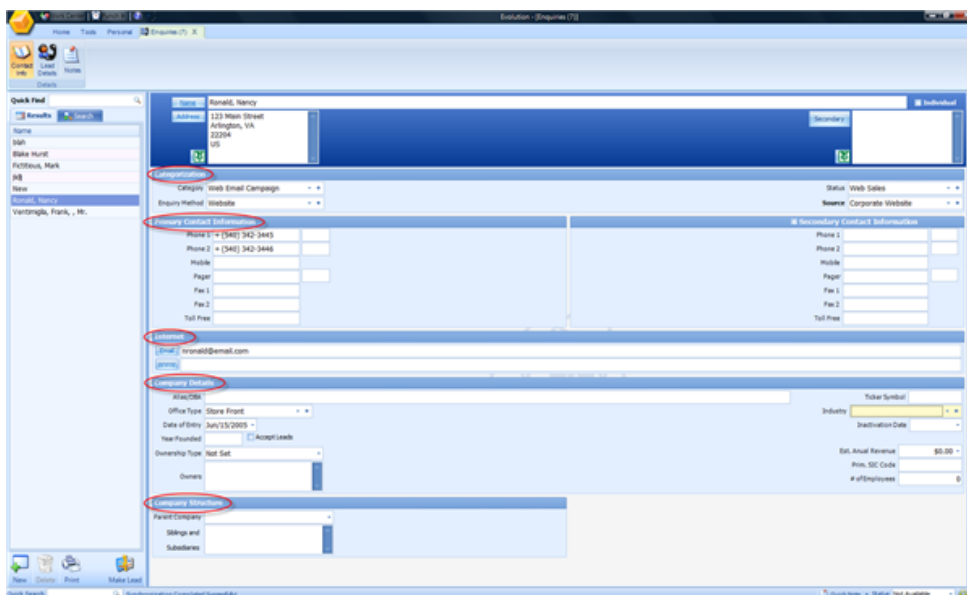 Evolution - [Enquiries (7)]
Home Tools Personal Enquiries (7) X
Contact Info
Lead Details
Notes
Details
Quick Find
Results Search
Name
blah
Blake Hurst
Fictitious, Mark
New
Ronald, Nancy
Ventimiglia, Frank, , Mr.
New Delete Print Make Lead
Quick Search
Name Ronald, Nancy Individual
Address 123 Main Street
Arlington, VA
22204
US
Secondary
Categorization
Category Web Email Campaign Status Web Sales
Enquiry Method Website Source Corporate Website
Primary Contact Information Secondary Contact Information
Phone 1 + (540) 342-3445 Phone 1
Phone 2 + (540) 342-3446 Phone 2
Mobile Mobile
Pager Pager
Fax 1 Fax 1
Fax 2 Fax 2
Toll Free Toll Free
Internet
Email nronald@email.com
Company Details
Alias/DBA Ticker Symbol
Office Type Store Front Industry
Date of Entry Jun/15/2005 Inactivation Date
Year Founded Accept Leads
Ownership Type Not Set Est. Anual Revenue $0.00
Prim. SIC Code
Owners # of Employees 0
Company Structure
Parent Company
Siblings and
Subsidiaries
Status Not Available